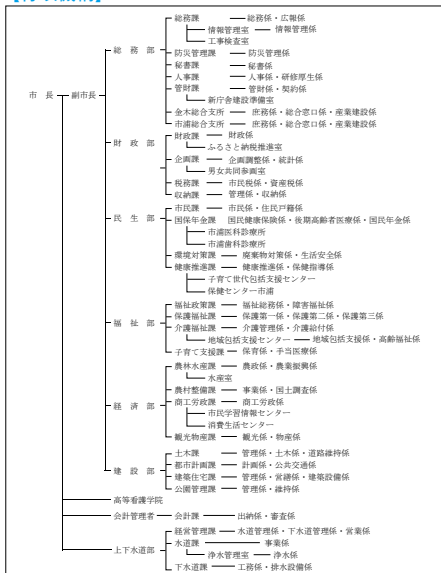 総務課 総務係・広報係
情報管理室 情報管理係
工事検査室
防災管理課 防災管理係
総務部 秘書課 秘書係
人事課 人事係・研修厚生係
管財課 管財係・契約係
新庁舎建設準備室
市長 副市長 金木総合支所 庶務係・総合窓口係・産業建設係
市浦総合支所 庶務係・総合窓口係・産業建設係
財政課 財政係
ふるさと納税推進室
財政部 企画課 企画調整係・統計係
男女共同参画室
税務課 市民税係・資産税係
収納課 管理係・収納係
市民課 市民係・住民戸籍係
国保年金課 国民健康保険係・後期高齢者医療係・国民年金係
市浦医科診療所
民生部 市浦歯科診療所
環境対策課 廃棄物対策係・生活安全係
健康推進課 健康推進係・保健指導係
子育て世代包括支援センター
保健センター市浦
福祉政策課 福祉総務係・障害福祉係
保護福祉課 保護第一係・保護第二係・保護第三係
福祉部 介護福祉課 介護管理係・介護給付係
地域包括支援センター 地域包括支援係・高齢福祉係
子育て支援課 保育係・手当医療係
農林水産課 農政係・農業振興係
水産室
農村整備課 事業係・国土調査係
経済部 商工労政課 商工労政係
市民学習情報センター
消費生活センター
観光物産課 観光係・物産係
土木課 管理係・土木係・道路維持係
建設部 都市計画課 計画係・公共交通係
建築住宅課 管理係・営繕係・建築設備係
公園管理課 管理係・維持係
高等看護学院
会計管理者 会計課 出納係・審査係
経営管理課 水道管理係・下水道管理係・営業係
上下水道部 水道課 事業係
浄水管理室 浄水係
下水道課 工務係・排水設備係